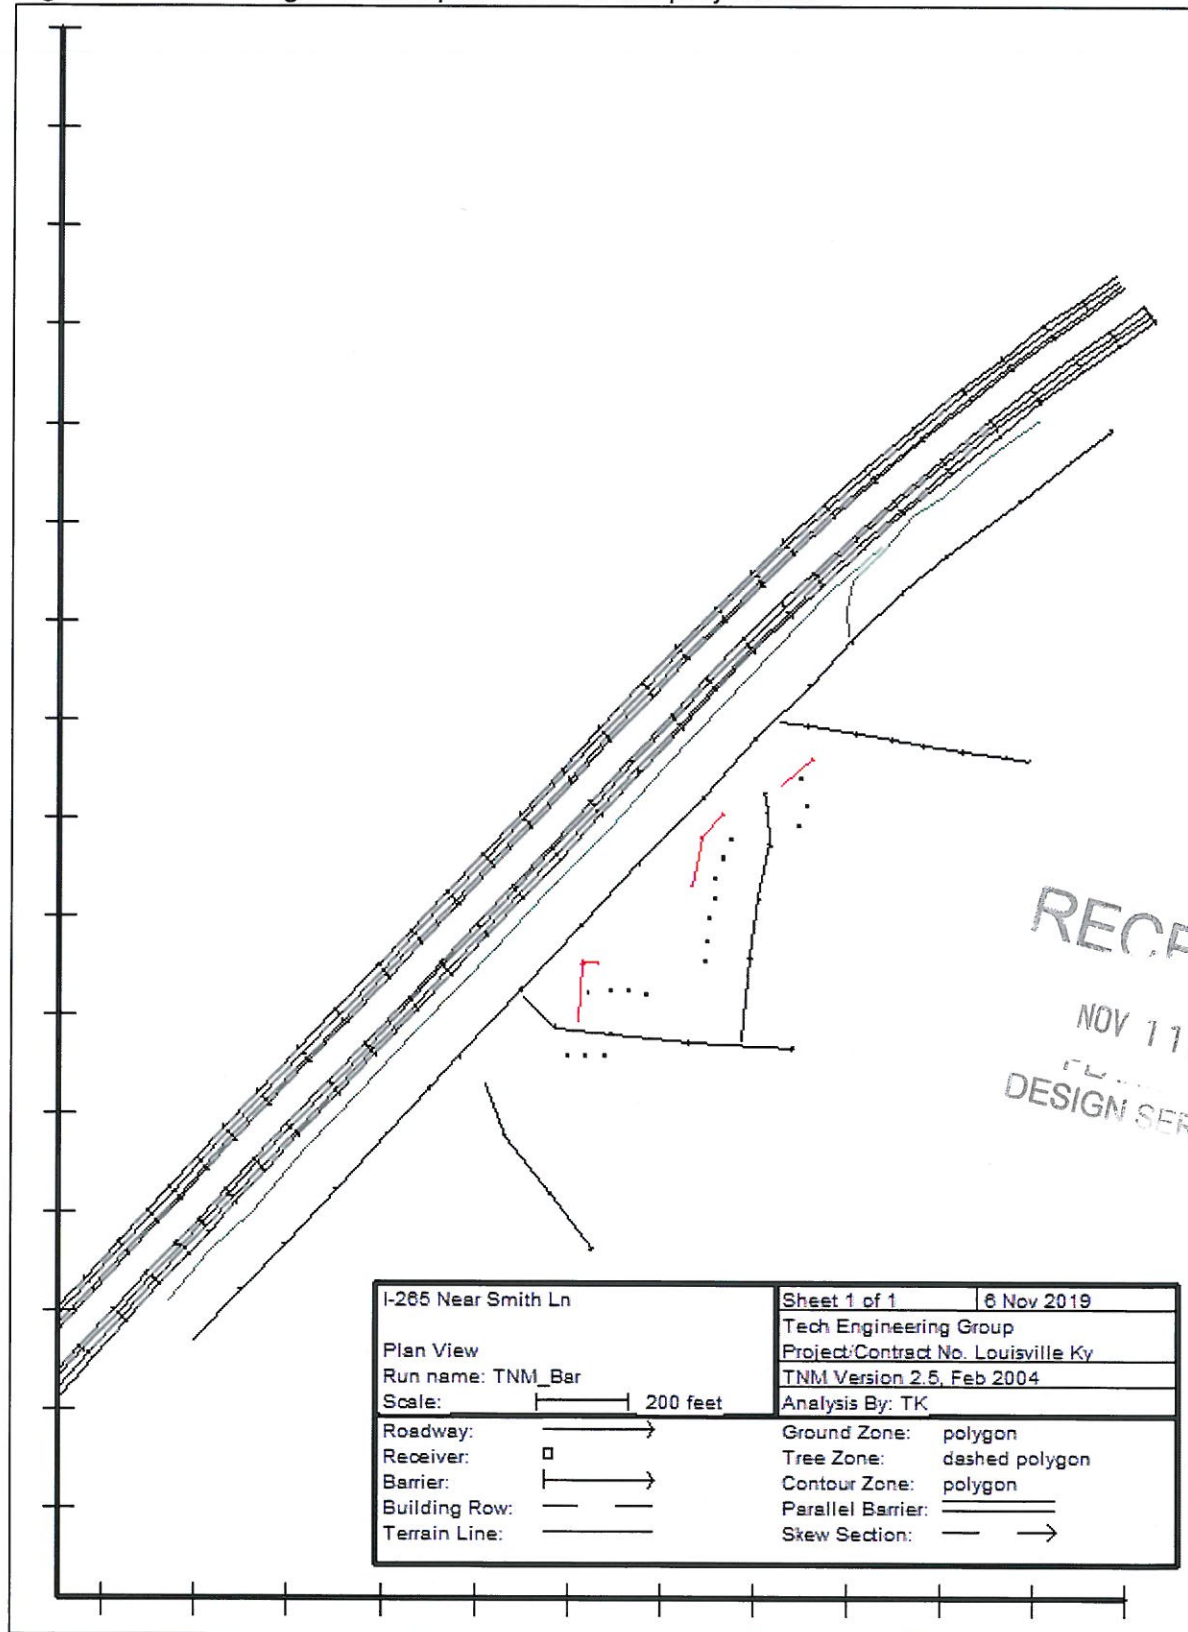 I-265 Near Smith Ln
Plan View
Run name: TNM_Bar
Scale: 200 feet
Sheet 1 of 1 6 Nov 2019
Tech Engineering Group
Project/Contract No. Louisville Ky
TNM Version 2.5, Feb 2004
Analysis By: TK
Roadway:
Receiver:
Barrier:
Building Row:
Terrain Line:
Ground Zone: polygon
Tree Zone: dashed polygon
Contour Zone: polygon
Parallel Barrier:
Skew Section:
NOV 11
DESIGN SER